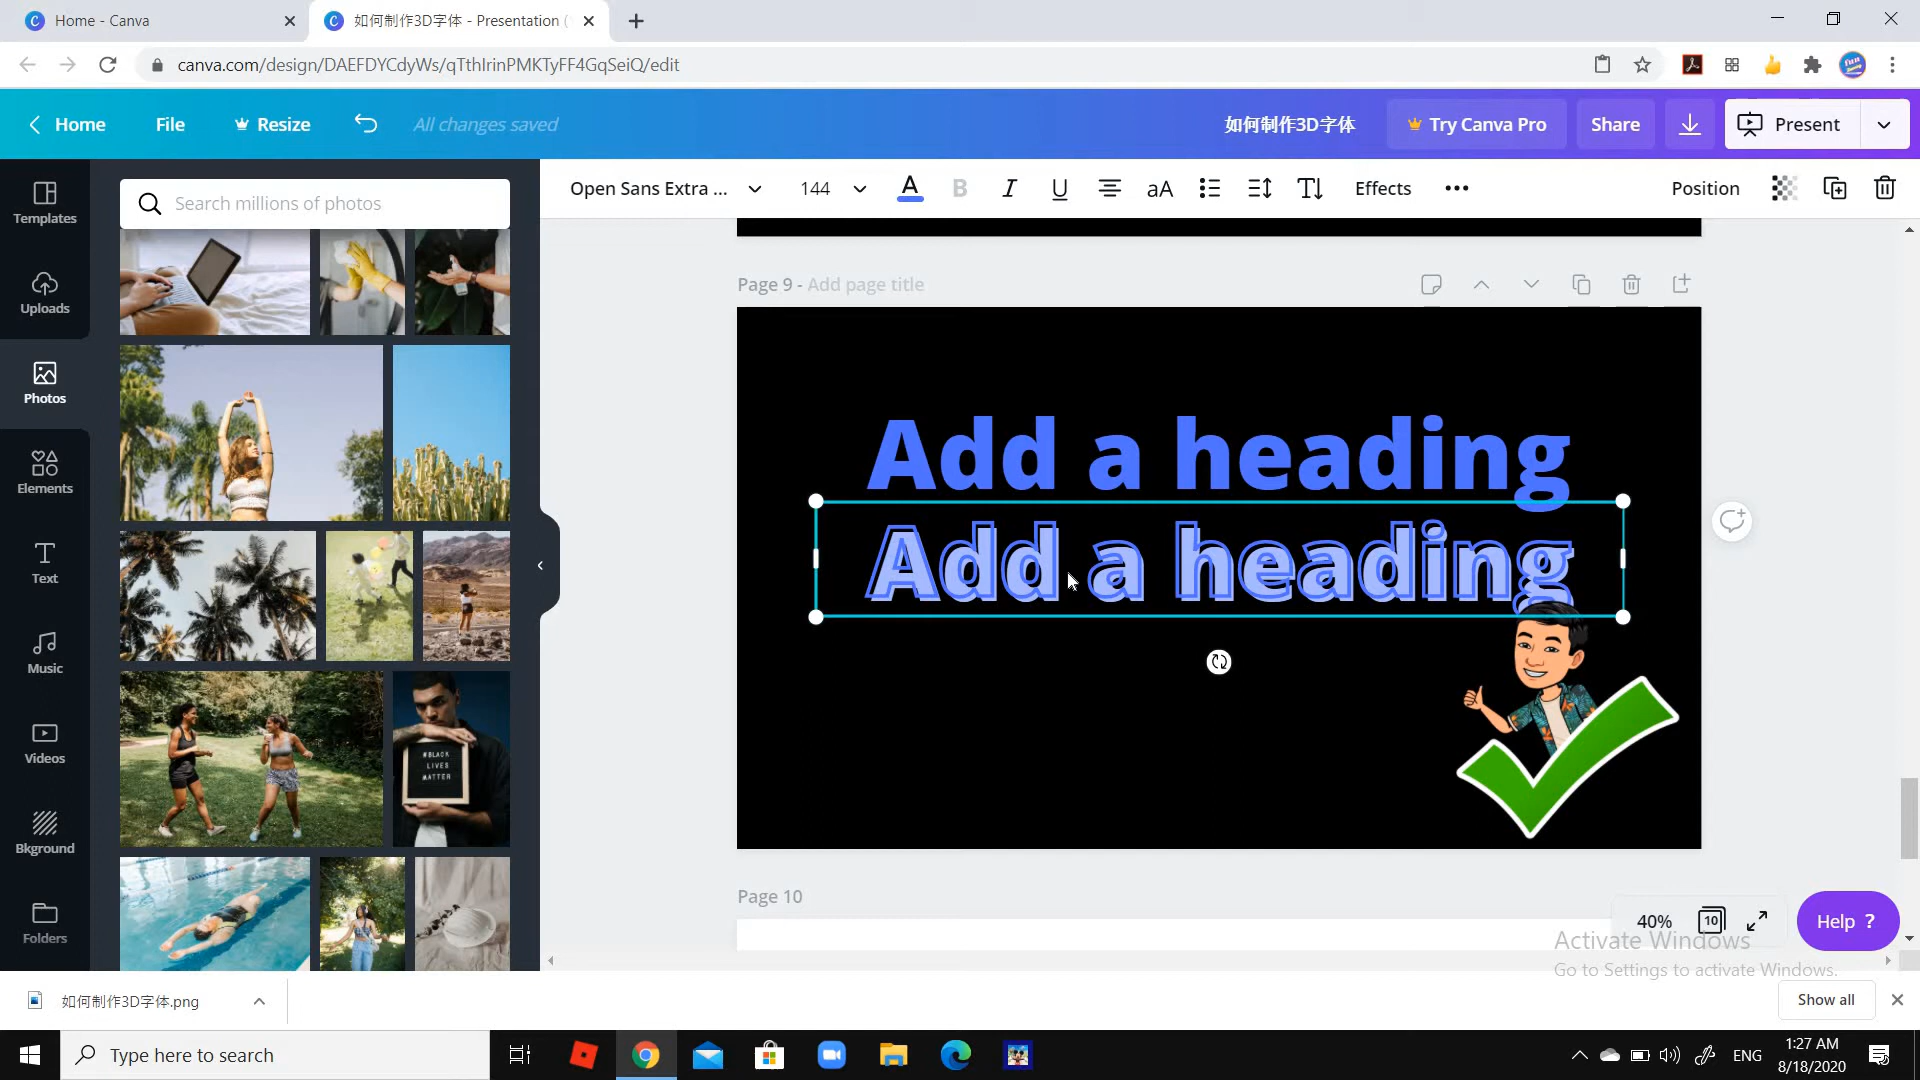 Home - Canva
如何制作3D字体 - Presentation (
canva.com/design/DAEFDYCdyWs/qTthlrinPMKTyFF4GqSeiQ/edit
Home
File
Resize
All changes saved
如何制作3D字体
Try Canva Pro
Share
Present
Templates
Uploads
Photos
Elements
Text
Music
Videos
Bkground
Folders
Search millions of photos
#BLACK
LIVES
MATTER
Open Sans Extra ...
144
A
B
I
U
aA
Effects
Position
Page 9 - Add page title
Add a heading
Add a heading
Page 10
40%
10
Help ?
Activate Windows
Go to Settings to activate Windows.
如何制作3D字体.png
Show all
Type here to search
ENG
1:27 AM
8/18/2020